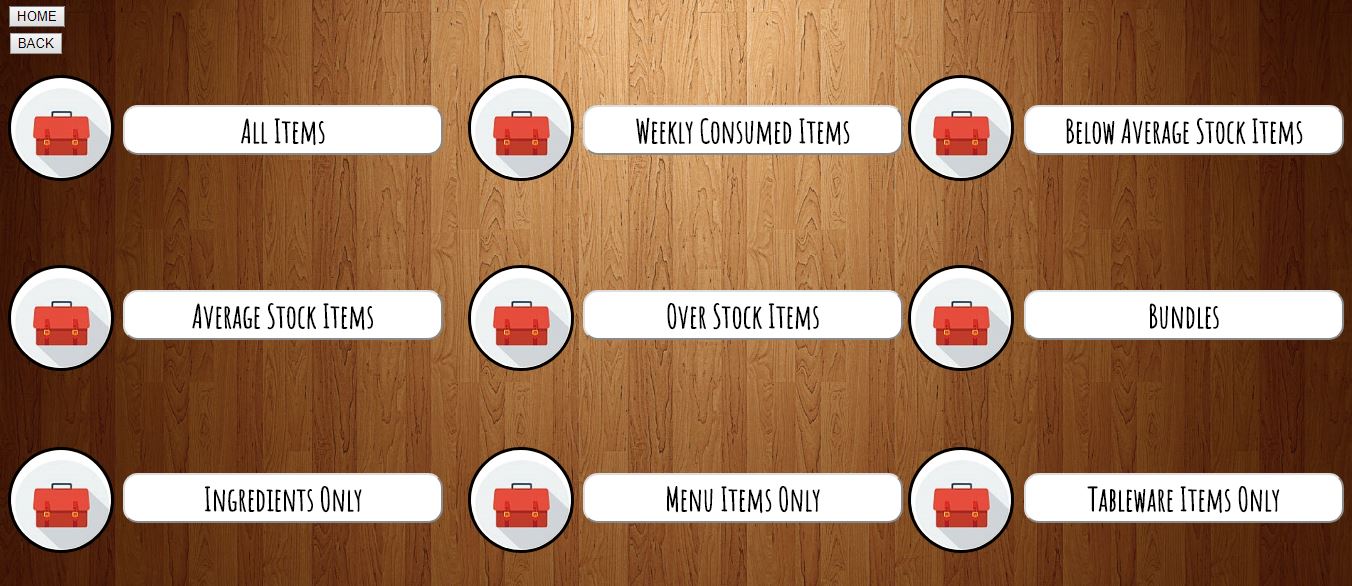 HOME
BACK
All Items
Weekly Consumed Items
Below Average Stock Items
Average Stock Items
Over Stock Items
Bundles
Ingredients Only
Menu Items Only
Tableware Items Only